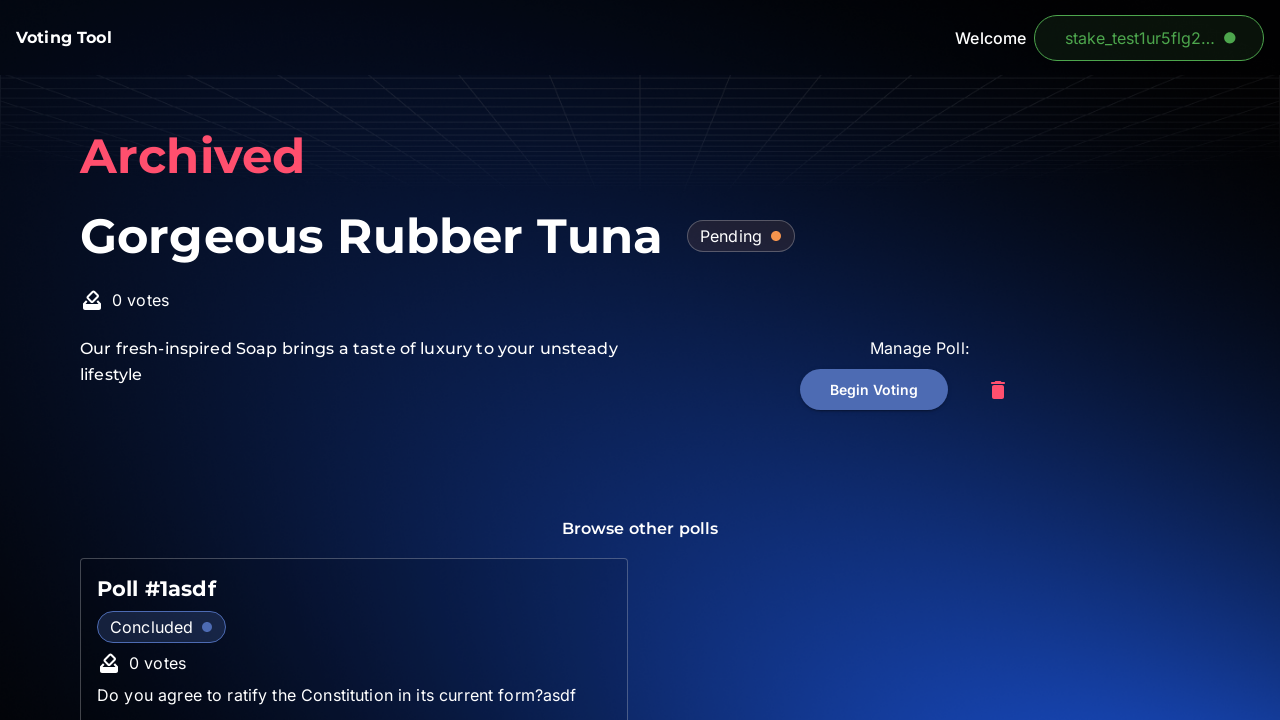 Voting Tool
Welcome
stake_test1ur5flg2...
Archived
Gorgeous Rubber Tuna
Pending
0 votes
Our fresh-inspired Soap brings a taste of luxury to your unsteady
lifestyle
Manage Poll:
Begin Voting
Browse other polls
Poll #1asdf
Concluded
0 votes
Do you agree to ratify the Constitution in its current form?asdf